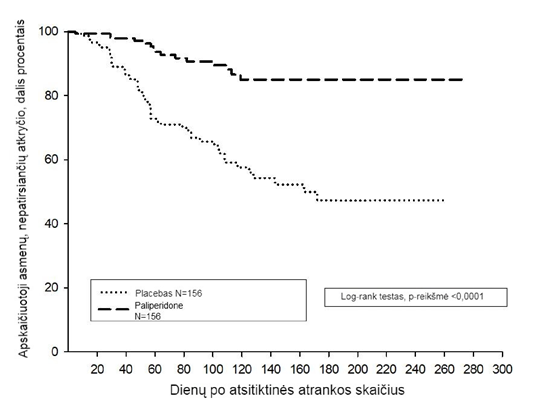 Apskaičiuotoji asmenų, nepatirsiančių atkryčio, dalis procentais
100
80
60
40
20
0
Placebas N=156
Paliperidone
N=156
Log-rank testas, p-reikšmė <0,0001
20 40 60 80 100 120 140 160 180 200 220 240 260 280 300
Dienų po atsitiktinės atrankos skaičius